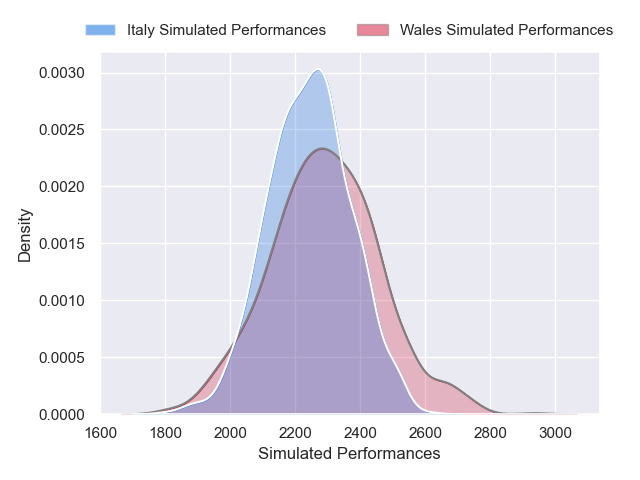 Italy Simulated Performances Wales Simulated Performances
0.0030
0.0025
0.0020
0.0015
0.0010
0.0005
0.0000
Density
1600 1800 2000 2200 2400 2600 2800 3000
Simulated Performances